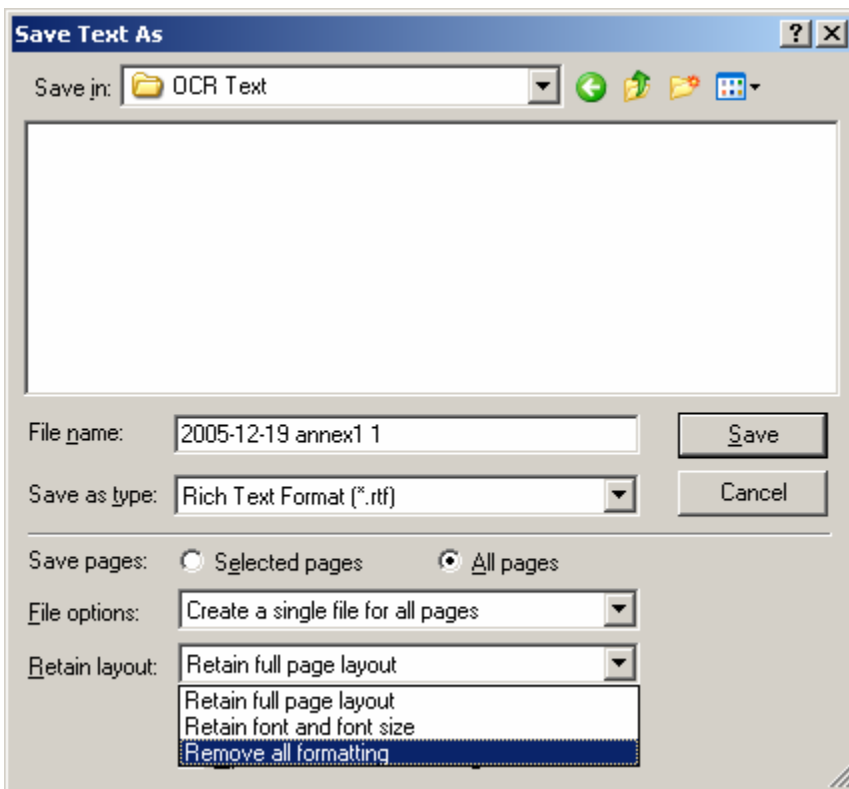 Save Text As
Save in: OCR Text
File name: 2005-12-19 annex1 1 Save
Save as type: Rich Text Format (*.rtf) Cancel
Save pages: Selected pages All pages
File options: Create a single file for all pages
Retain layout: Retain full page layout
Retain full page layout
Retain font and font size
Remove all formatting